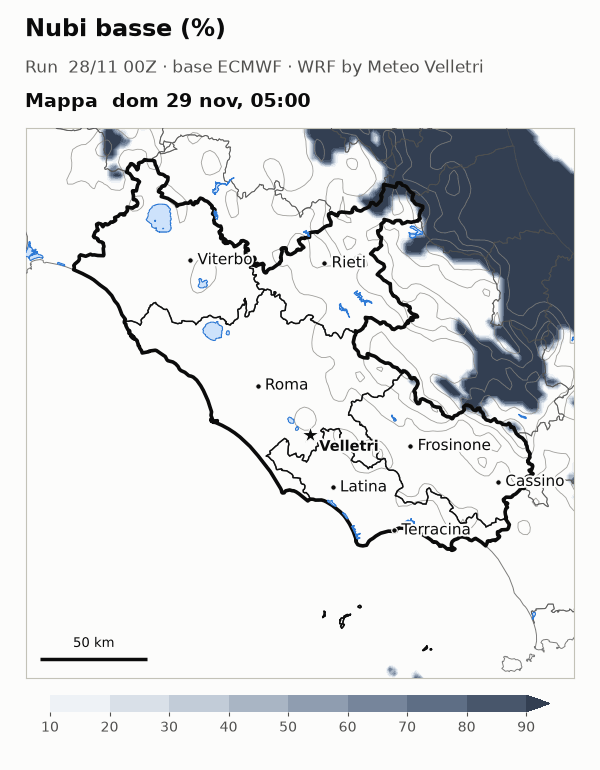 Nubi basse (%)
Run  28/11 00Z · base ECMWF · WRF by Meteo Velletri
Mappa  dom 29 nov, 05:00
Viterbo
Rieti
Roma
Velletri
Frosinone
Latina
Cassino
Terracina
50 km
10 20 30 40 50 60 70 80 90